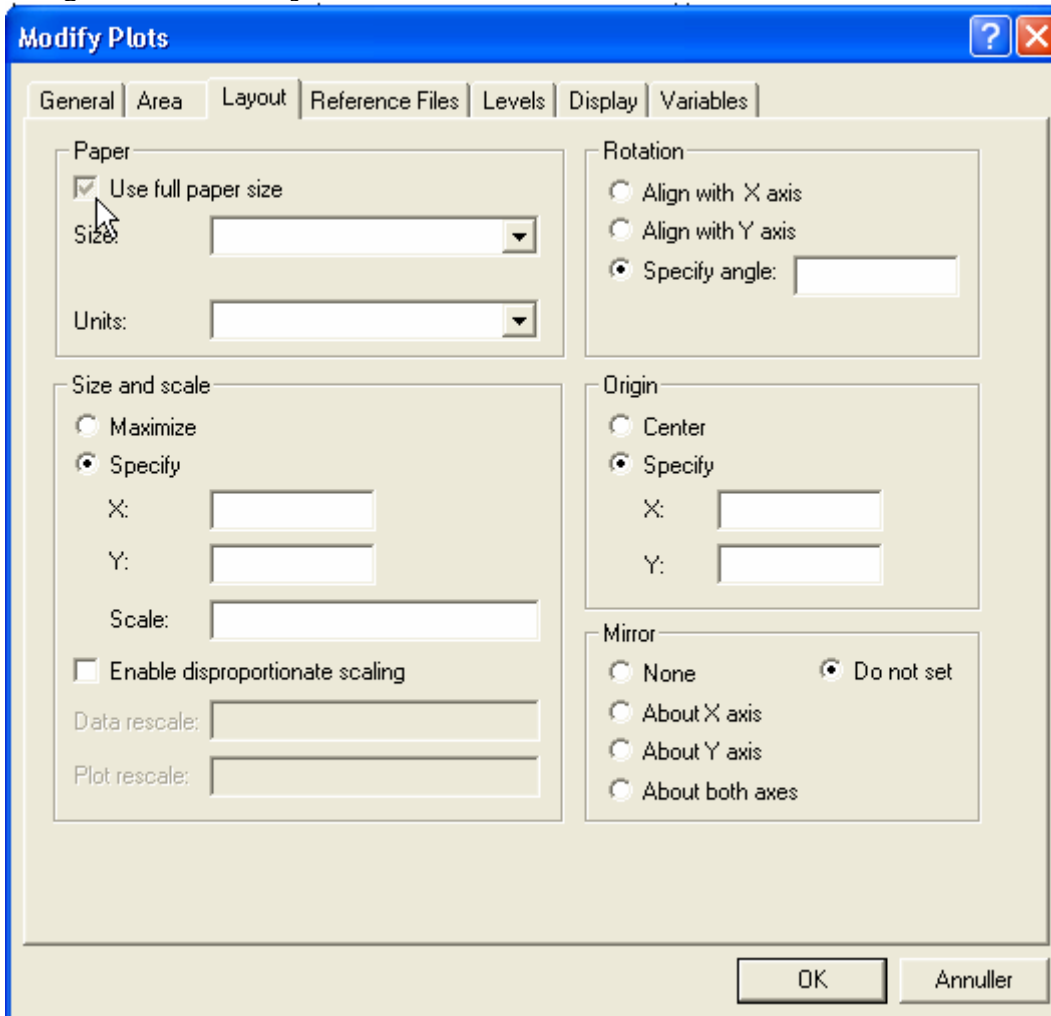 Modify Plots
General Area Layout Reference Files Levels Display Variables
Paper
Use full paper size
Size:
Units:
Size and scale
Maximize
Specify
X:
Y:
Scale:
Enable disproportionate scaling
Data rescale:
Plot rescale:
Rotation
Align with X axis
Align with Y axis
Specify angle:
Origin
Center
Specify
X:
Y:
Mirror
None Do not set
About X axis
About Y axis
About both axes
OK Annuller